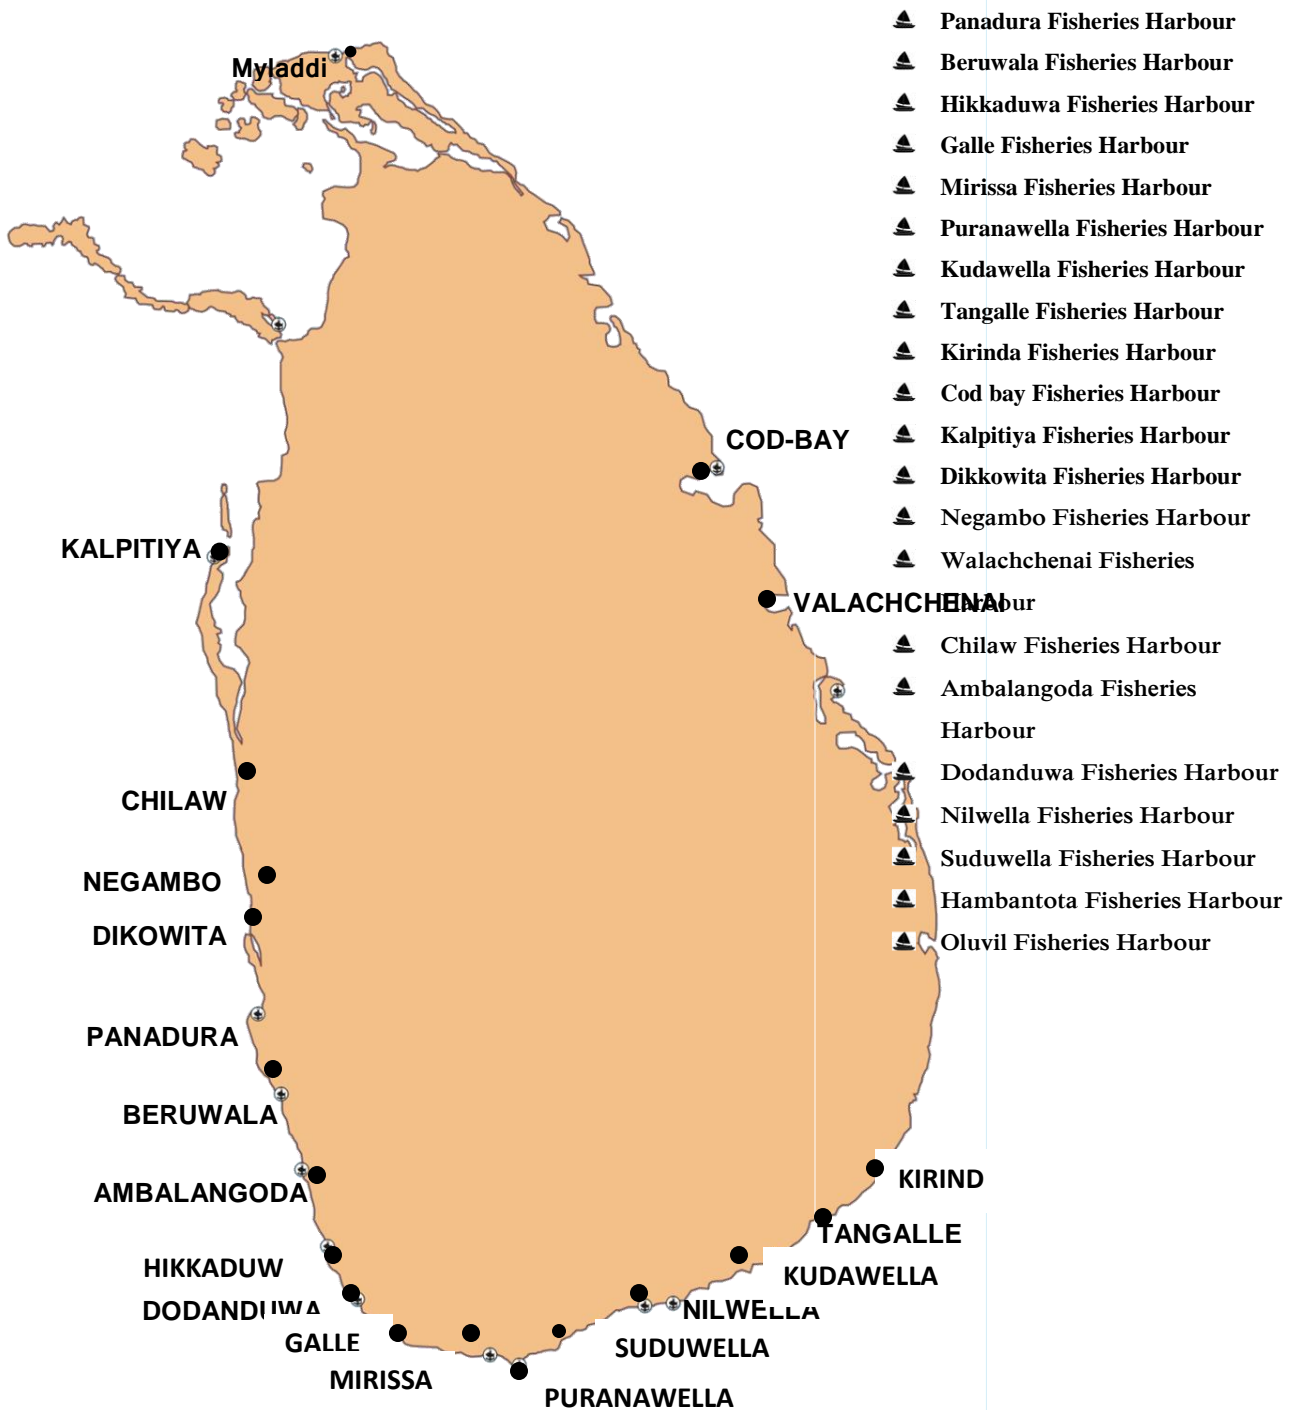 Panadura Fisheries Harbour
Beruwala Fisheries Harbour
Hikkaduwa Fisheries Harbour
Galle Fisheries Harbour
Mirissa Fisheries Harbour
Puranawella Fisheries Harbour
Kudawella Fisheries Harbour
Tangalle Fisheries Harbour
Kirinda Fisheries Harbour
Cod bay Fisheries Harbour
Kalpitiya Fisheries Harbour
Dikkowita Fisheries Harbour
Negambo Fisheries Harbour
Walachchenai Fisheries
Harbour
Chilaw Fisheries Harbour
Ambalangoda Fisheries
Harbour
Dodanduwa Fisheries Harbour
Nilwella Fisheries Harbour
Suduwella Fisheries Harbour
Hambantota Fisheries Harbour
Oluvil Fisheries Harbour
Myladdi
COD-BAY
KALPITIYA
VALACHCHENAI
CHILAW
NEGAMBO
DIKOWITA
PANADURA
BERUWALA
AMBALANGODA
KIRIND
TANGALLE
HIKKADUW
KUDAWELLA
DODANDUWA
NILWELLA
GALLE
SUDUWELLA
MIRISSA
PURANAWELLA